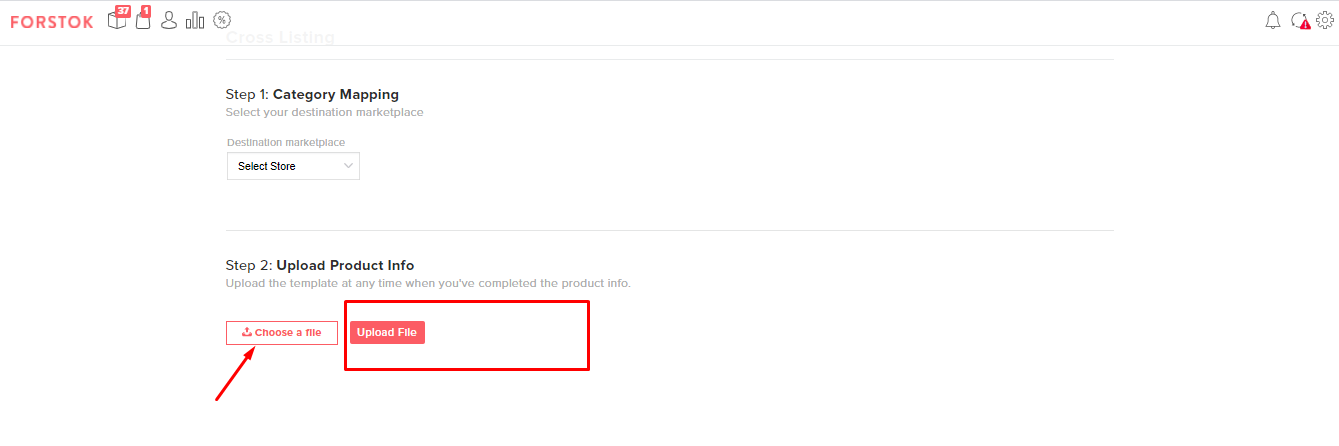 FORSTOK 37 1 %
Cross Listing
Step 1: Category Mapping
Select your destination marketplace
Destination marketplace
Select Store
Step 2: Upload Product Info
Upload the template at any time when you've completed the product info.
Choose a file Upload File